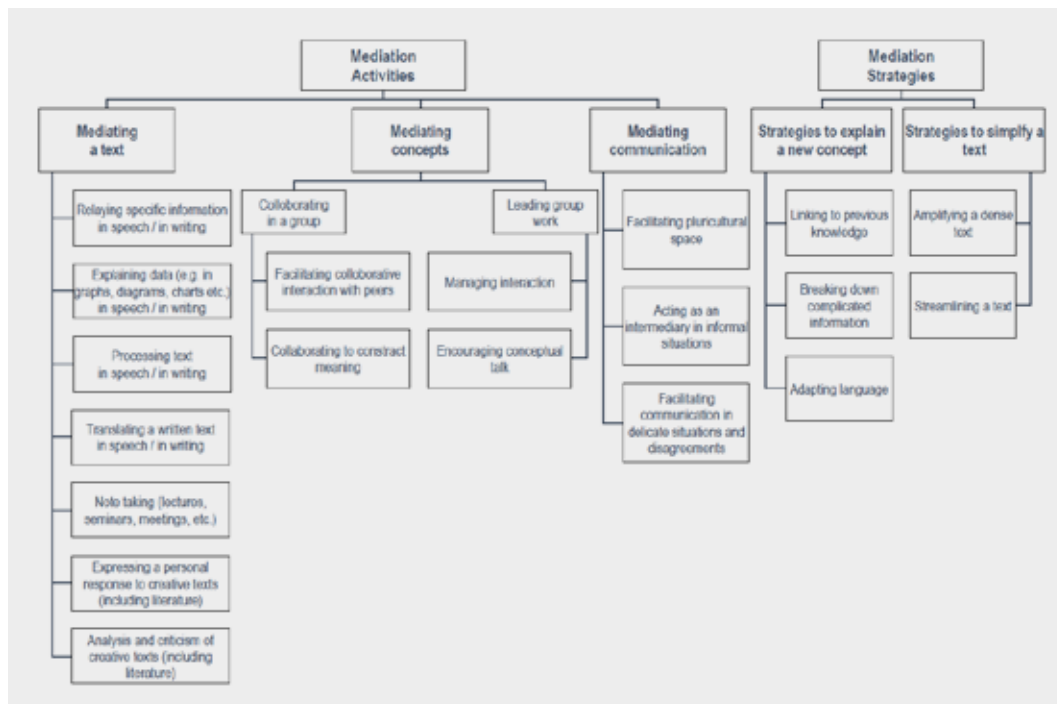 Mediation
Activities
Mediation
Strategies
Mediating
a text
Mediating
concepts
Mediating
communication
Strategies to explain
a new concept
Strategies to simplify a
text
Relaying specific information
in speech / in writing
Explaining data (e.g. in
graphs, diagrams, charts etc.)
in speech / in writing
Processing text
in speech / in writing
Translating a written text
in speech / in writing
Note taking (lectures,
seminars, meetings, etc.)
Expressing a personal
response to creative texts
(including literature)
Analysis and criticism of
creative texts (including
literature)
Collaborating
in a group
Facilitating collaborative
interaction with peers
Collaborating to construct
meaning
Leading group
work
Managing interaction
Encouraging conceptual
talk
Facilitating pluricultural
space
Acting as an
intermediary in informal
situations
Facilitating
communication in
delicate situations and
disagreements
Linking to previous
knowledge
Breaking down
complicated
information
Adapting language
Amplifying a dense
text
Streamlining a text